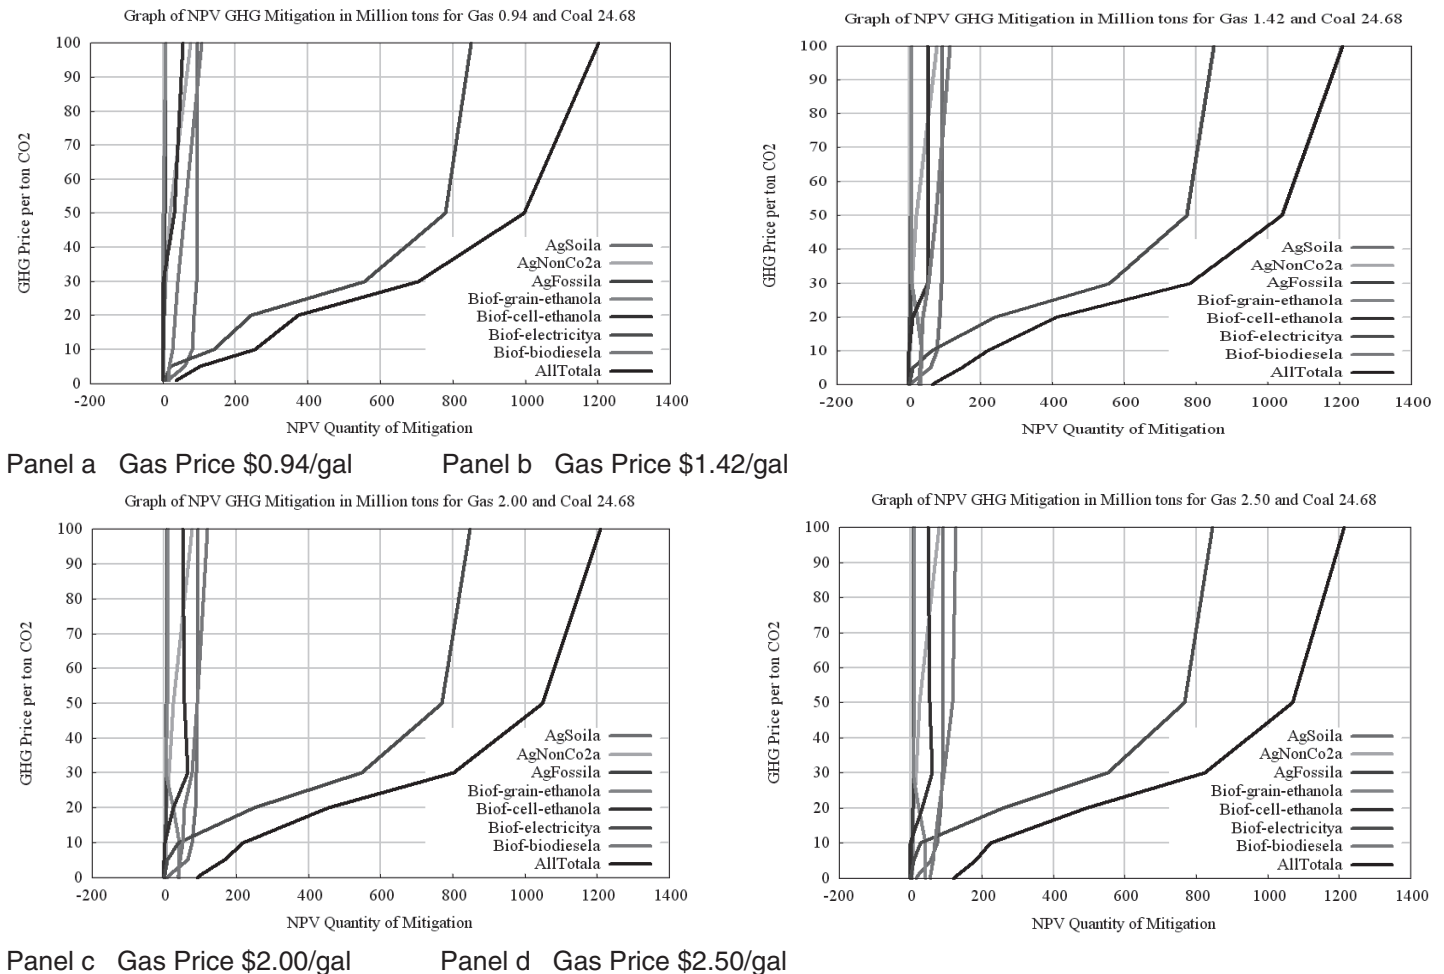 Graph of NPV GHG Mitigation in Million tons for Gas 0.94 and Coal 24.68
100
90
80
70
60
50
40
30
20
10
0
GHG Price per ton CO2
AgSoila
AgNonCo2a
AgFossila
Biof-grain-ethanola
Biof-cell-ethanola
Biof-electricitya
Biof-biodiesela
AllTotala
-200 0 200 400 600 800 1000 1200 1400
NPV Quantity of Mitigation
Graph of NPV GHG Mitigation in Million tons for Gas 1.42 and Coal 24.68
100
90
80
70
60
50
40
30
20
10
0
GHG Price per ton CO2
AgSoila
AgNonCo2a
AgFossila
Biof-grain-ethanola
Biof-cell-ethanola
Biof-electricitya
Biof-biodiesela
AllTotala
-200 0 200 400 600 800 1000 1200 1400
NPV Quantity of Mitigation
Panel a Gas Price $0.94/gal Panel b Gas Price $1.42/gal
Graph of NPV GHG Mitigation in Million tons for Gas 2.00 and Coal 24.68
100
90
80
70
60
50
40
30
20
10
0
GHG Price per ton CO2
AgSoila
AgNonCo2a
AgFossila
Biof-grain-ethanola
Biof-cell-ethanola
Biof-electricitya
Biof-biodiesela
AllTotala
-200 0 200 400 600 800 1000 1200 1400
NPV Quantity of Mitigation
Graph of NPV GHG Mitigation in Million tons for Gas 2.50 and Coal 24.68
100
90
80
70
60
50
40
30
20
10
0
GHG Price per ton CO2
AgSoila
AgNonCo2a
AgFossila
Biof-grain-ethanola
Biof-cell-ethanola
Biof-electricitya
Biof-biodiesela
AllTotala
-200 0 200 400 600 800 1000 1200 1400
NPV Quantity of Mitigation
Panel c Gas Price $2.00/gal Panel d Gas Price $2.50/gal